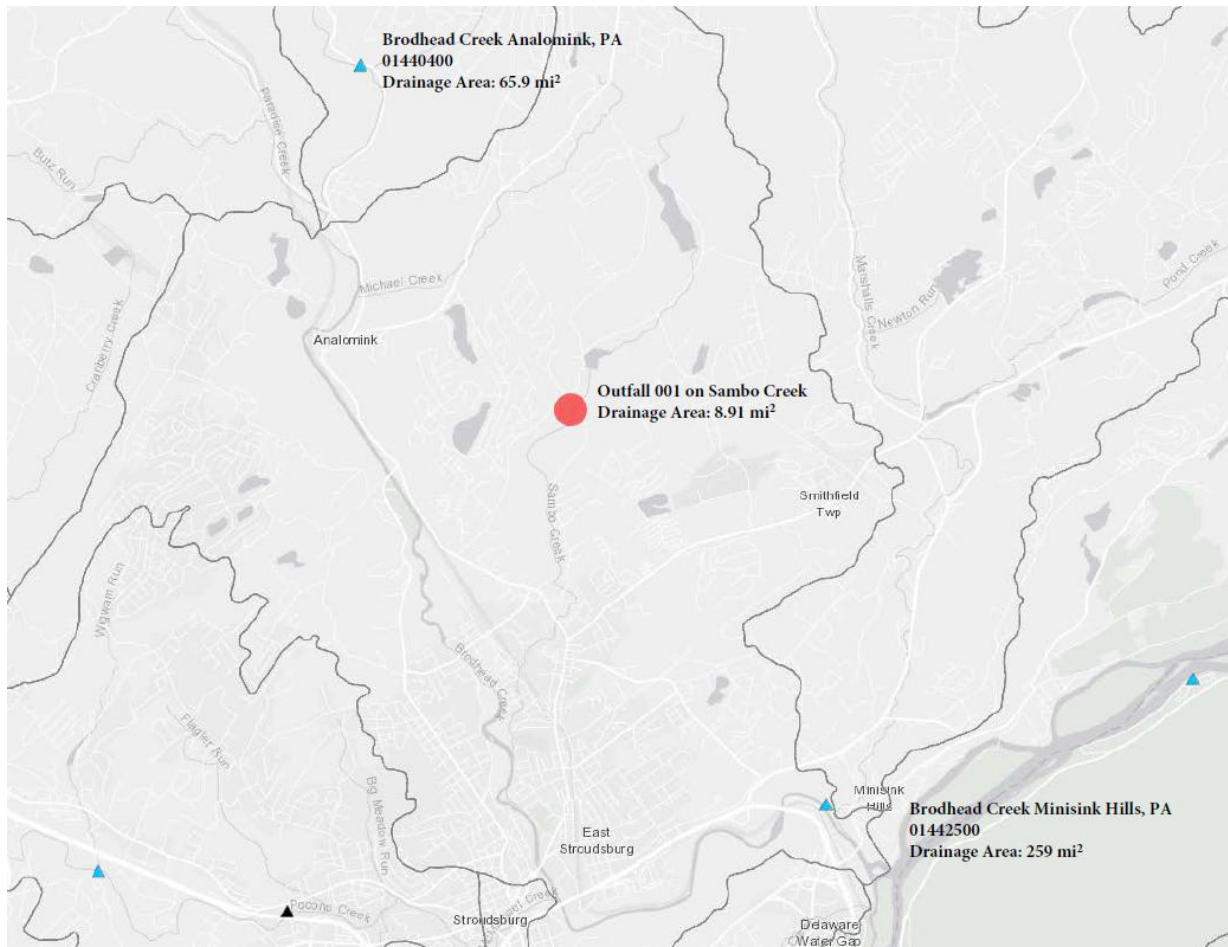 Brodhead Creek Analomink, PA
01440400
Drainage Area: 65.9 mi²
Paradise Creek
Butz Run
Michael Creek
Cranberry Creek
Analomink
Marshalls Creek
Newton Run
Pond Creek
Outfall 001 on Sambo Creek
Drainage Area: 8.91 mi²
Sambo Creek
Smithfield
Twp
Wigwam Run
Brodhead Creek
Flagler Run
Big Meadow Run
Minisink
Hills
Brodhead Creek Minisink Hills, PA
01442500
Drainage Area: 259 mi²
East
Stroudsburg
Pocono Creek
Stroudsburg
Creek
Delaware
Water Gap